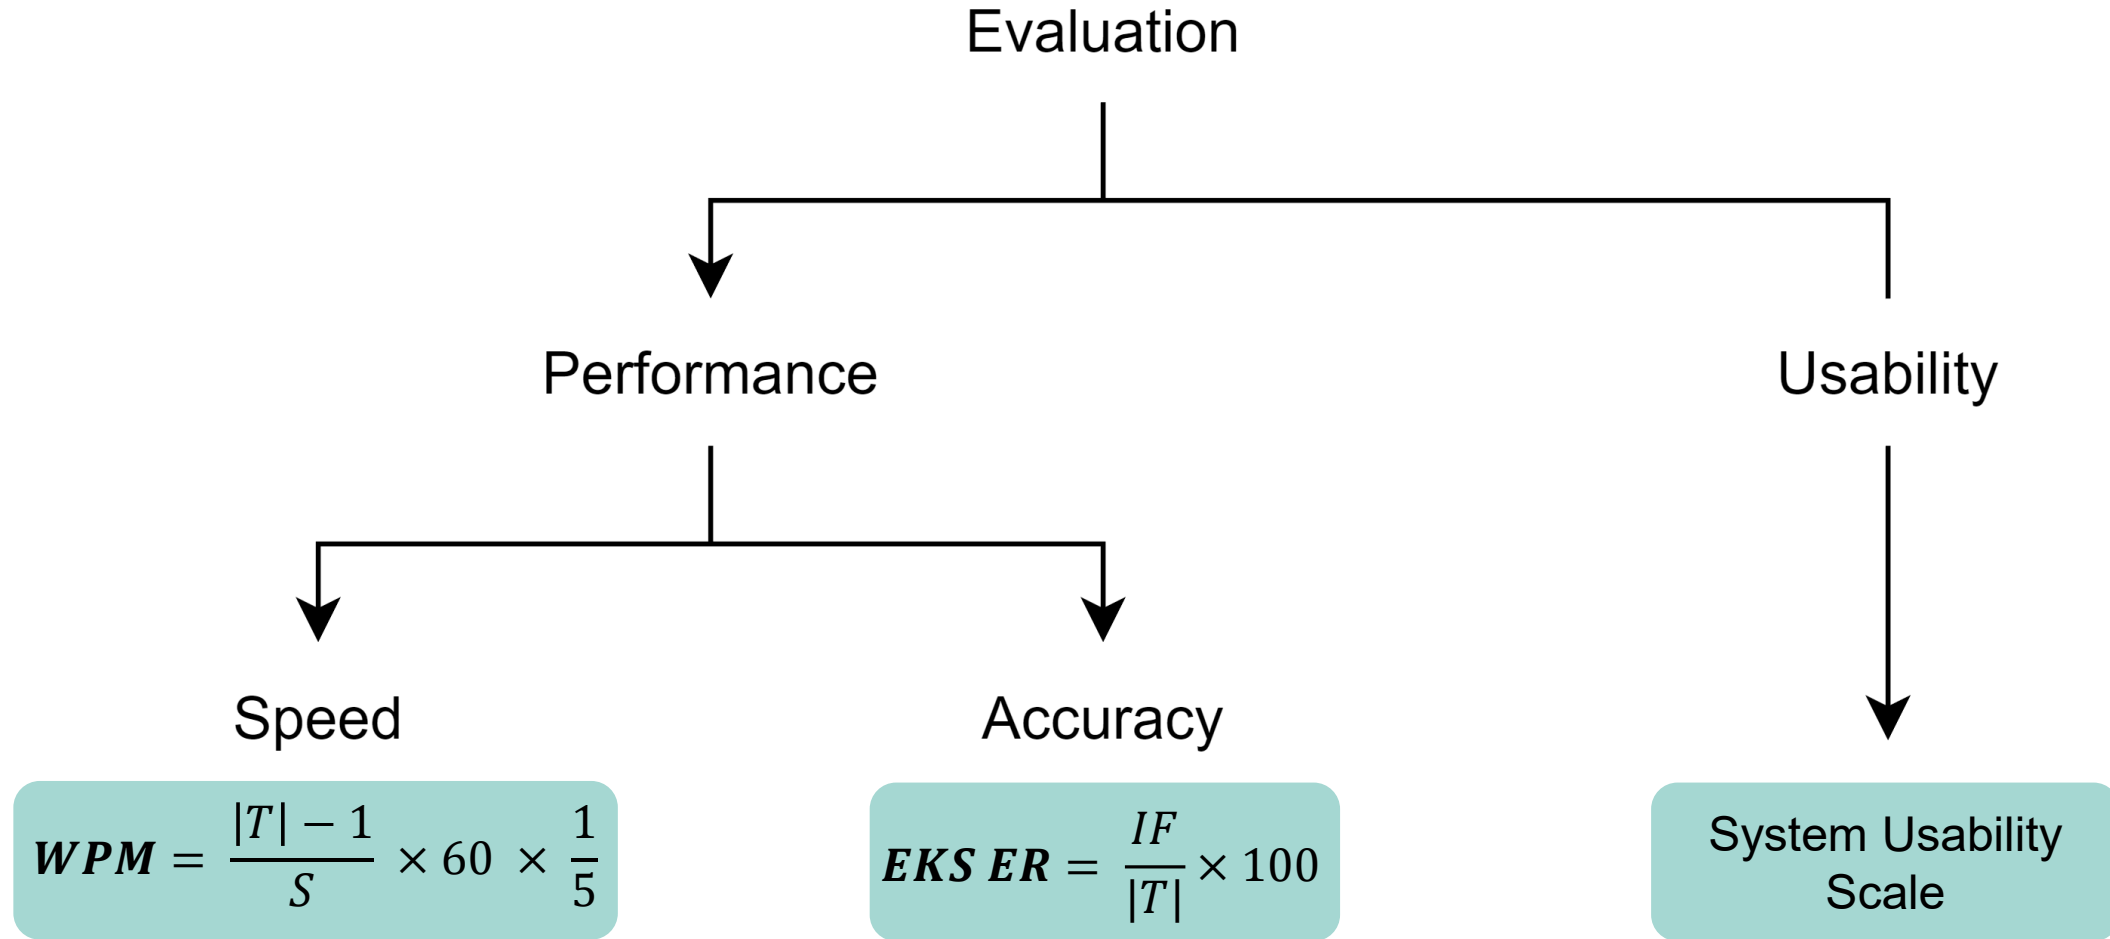 Evaluation
Performance
Usability
Speed
Accuracy
WPM = |T| − 1 / S × 60 × 1 / 5
EKS ER = IF / |T| × 100
System Usability
Scale